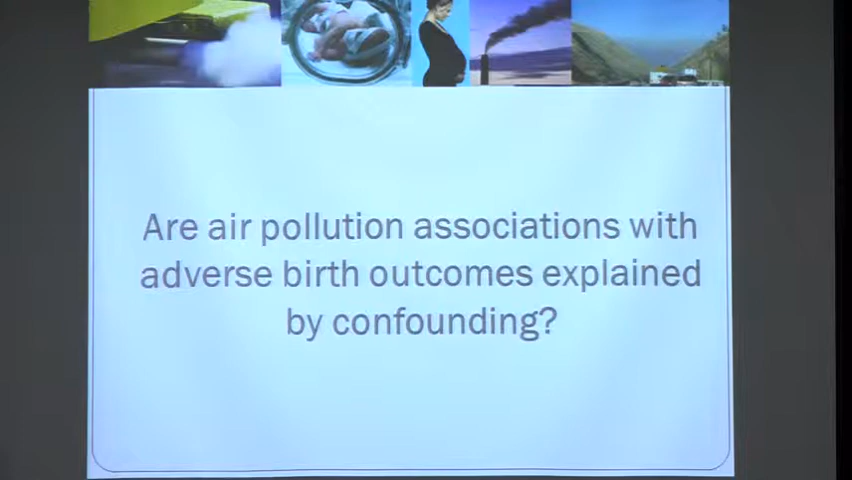 Are air pollution associations with
adverse birth outcomes explained
by confounding?